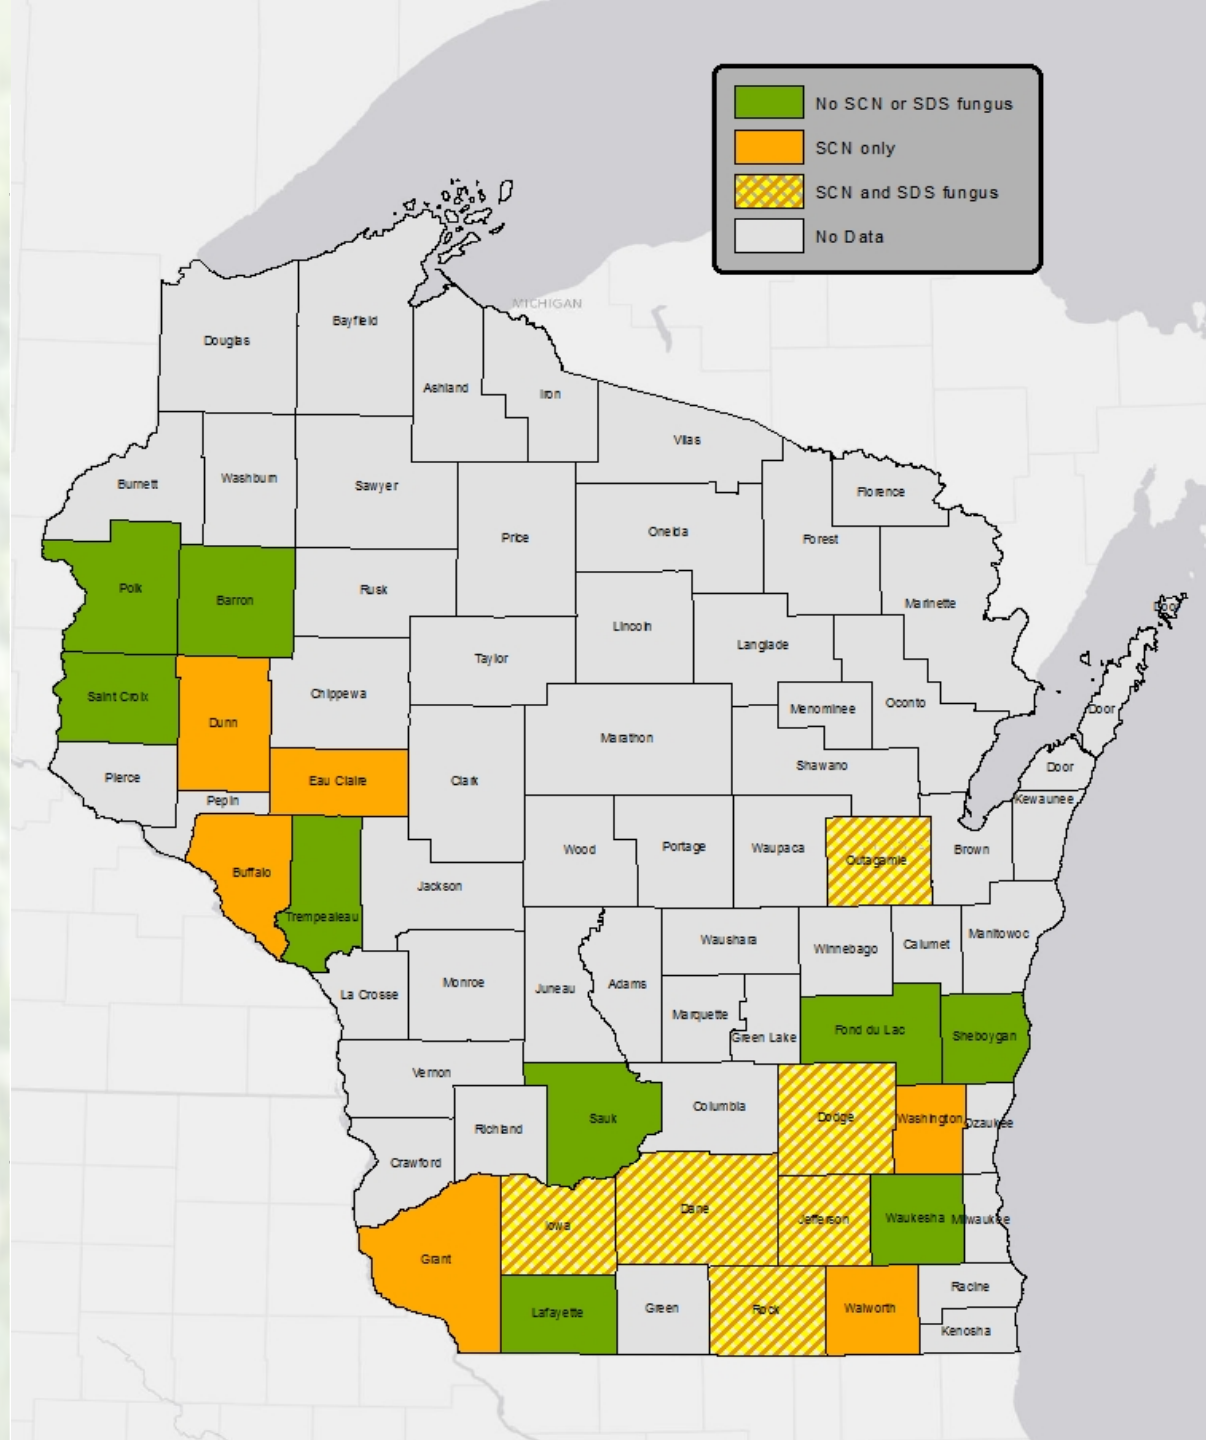 No SCN or SDS fungus
SCN only
SCN and SDS fungus
No Data
MICHIGAN
Douglas
Bayfield
Ashland
Iron
Vilas
Burnett
Washburn
Sawyer
Price
Oneida
Forest
Florence
Polk
Barron
Rusk
Lincoln
Langlade
Marinette
Door
Taylor
Saint Croix
Dunn
Chippewa
Marathon
Menominee
Oconto
Door
Shawano
Door
Pierce
Pepin
Eau Claire
Clark
Kewaunee
Buffalo
Trempealeau
Jackson
Wood
Portage
Waupaca
Outagamie
Brown
La Crosse
Monroe
Juneau
Adams
Waushara
Winnebago
Calumet
Manitowoc
Marquette
Green Lake
Fond du Lac
Sheboygan
Vernon
Richland
Sauk
Columbia
Dodge
Washington
Ozaukee
Crawford
Grant
Iowa
Dane
Jefferson
Waukesha
Milwaukee
Lafayette
Green
Rock
Walworth
Racine
Kenosha